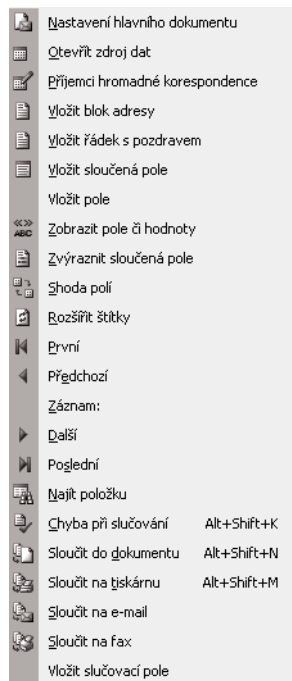 Nastavení hlavního dokumentu
Otevřít zdroj dat
Příjemci hromadné korespondence
Vložit blok adresy
Vložit řádek s pozdravem
Vložit sloučená pole
Vložit pole
«» ABC Zobrazit pole či hodnoty
Zvýraznit sloučená pole
Shoda polí
Rozšířit štítky
První
Předchozí
Záznam:
Další
Poslední
Najít položku
Chyba při slučování Alt+Shift+K
Sloučit do dokumentu Alt+Shift+N
Sloučit na tiskárnu Alt+Shift+M
Sloučit na e-mail
Sloučit na fax
Vložit slučovací pole